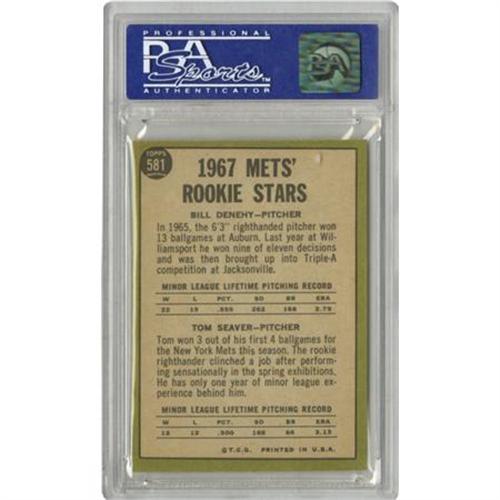 PROFESSIONAL
PSA
Sports
TM
AUTHENTICATOR
PSA
TOPPS
581
BASEBALL
1967 METS'
ROOKIE STARS
BILL DENEHY—PITCHER
In 1965, the 6'3" righthanded pitcher won
13 ballgames at Auburn. Last year at Wil-
liamsport he won nine of eleven decisions
and was then brought up into Triple-A
competition at Jacksonville.
MINOR LEAGUE LIFETIME PITCHING RECORD
W L PCT. SO BB ERA
22 .595 262 2.79
TOM SEAVER—PITCHER
Tom won 3 out of his first 4 ballgames for
the New York Mets this season. The rookie
righthander clinched a job after perform-
ing sensationally in the spring exhibitions.
He has only one year of minor league ex-
perience behind him.
MINOR LEAGUE LIFETIME PITCHING RECORD
W L PCT. SO BB ERA
12 12 .500 188 66 3.13
©T.C.G. PRINTED IN U.S.A.